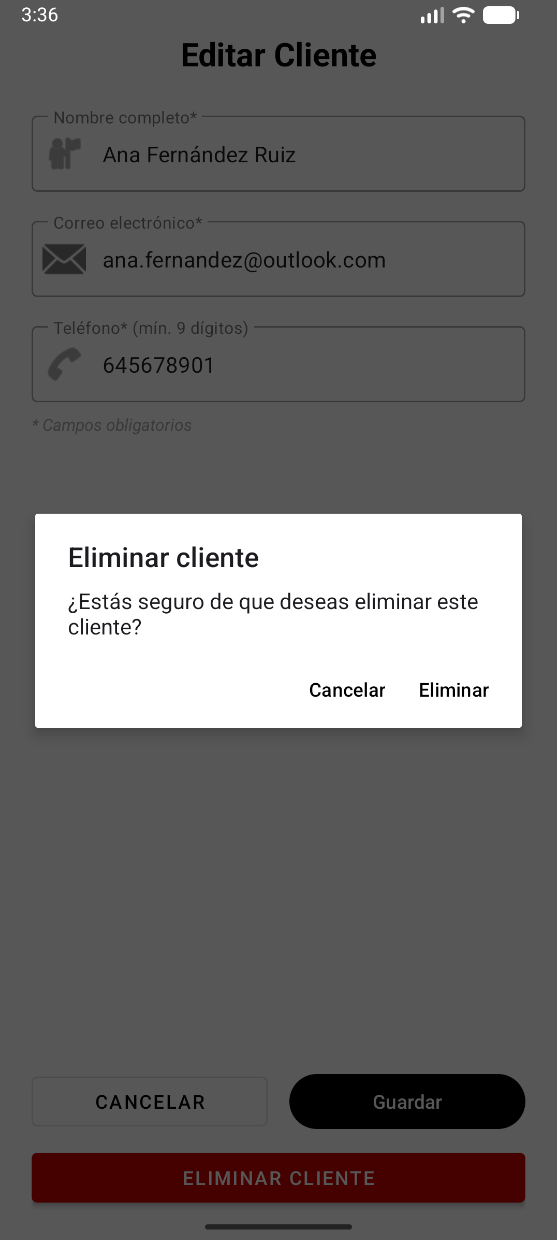 3:36
Editar Cliente
Nombre completo*
Ana Fernández Ruiz
Correo electrónico*
ana.fernandez@outlook.com
Teléfono* (mín. 9 dígitos)
645678901
* Campos obligatorios
Eliminar cliente
¿Estás seguro de que deseas eliminar este
cliente?
Cancelar Eliminar
CANCELAR Guardar
ELIMINAR CLIENTE